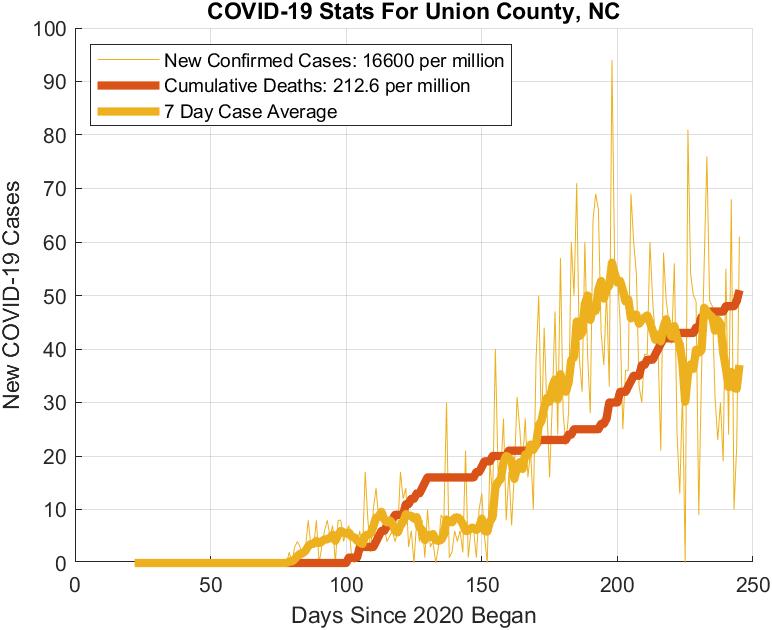 COVID-19 Stats For Union County, NC
100
90
80
70
60
50
40
30
20
10
0
New COVID-19 Cases
New Confirmed Cases: 16600 per million
Cumulative Deaths: 212.6 per million
7 Day Case Average
0 50 100 150 200 250
Days Since 2020 Began